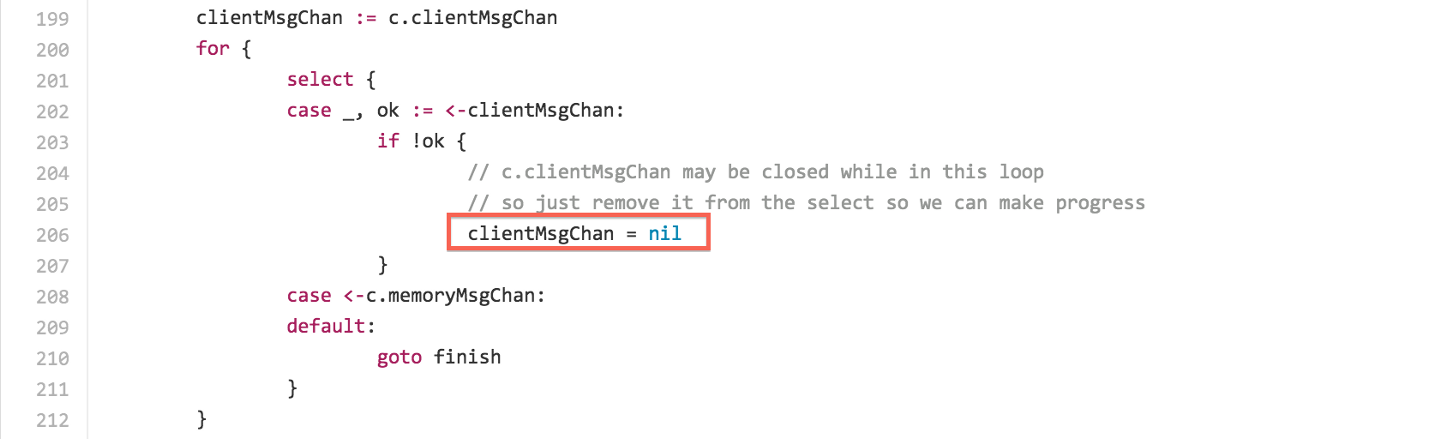 199 clientMsgChan := c.clientMsgChan
200 for {
201 select {
202 case _, ok := <-clientMsgChan:
203 if !ok {
204 // c.clientMsgChan may be closed while in this loop
205 // so just remove it from the select so we can make progress
206 clientMsgChan = nil
207 }
208 case <-c.memoryMsgChan:
209 default:
210 goto finish
211 }
212 }